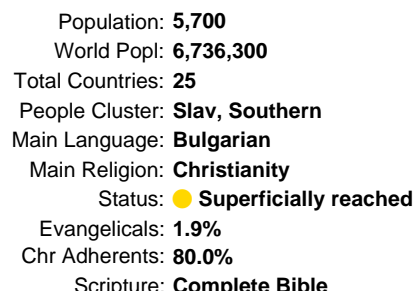 Population: 5,700
World Popl: 6,736,300
Total Countries: 25
People Cluster: Slav, Southern
Main Language: Bulgarian
Main Religion: Christianity
Status: Superficially reached
Evangelicals: 1.9%
Chr Adherents: 80.0%
Scripture: Complete Bible